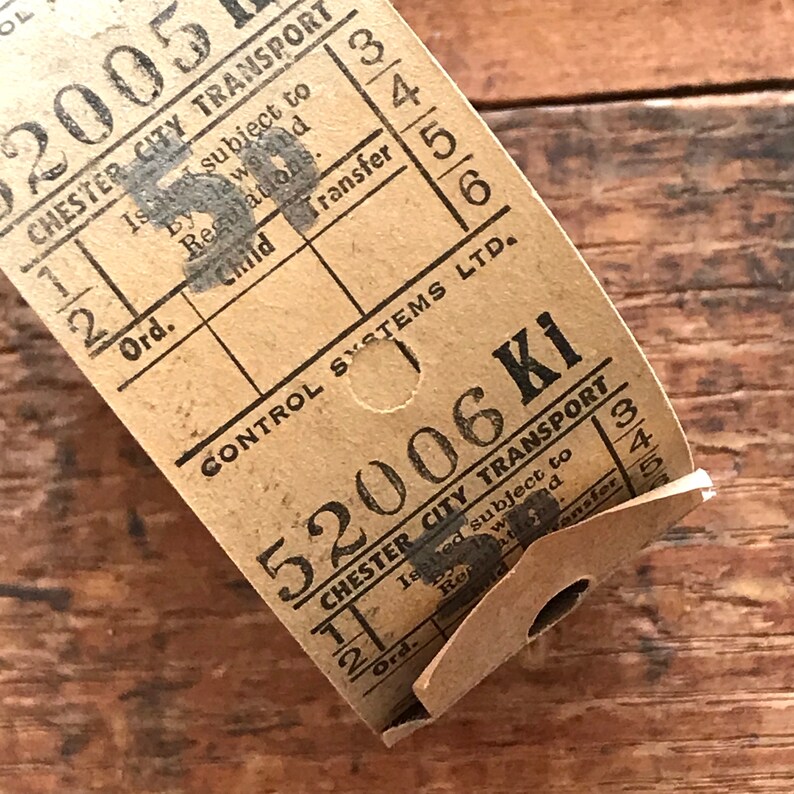 OL
52005 Ki
CHESTER CITY TRANSPORT
Issued subject to
Bye-laws and
Regulations.
5p
1/2
3/4/5/6
Ord.
Child
Transfer
CONTROL SYSTEMS LTD.
52006 Ki
CHESTER CITY TRANSPORT
Issued subject to
5p
1/2
3/4/5
Ord.